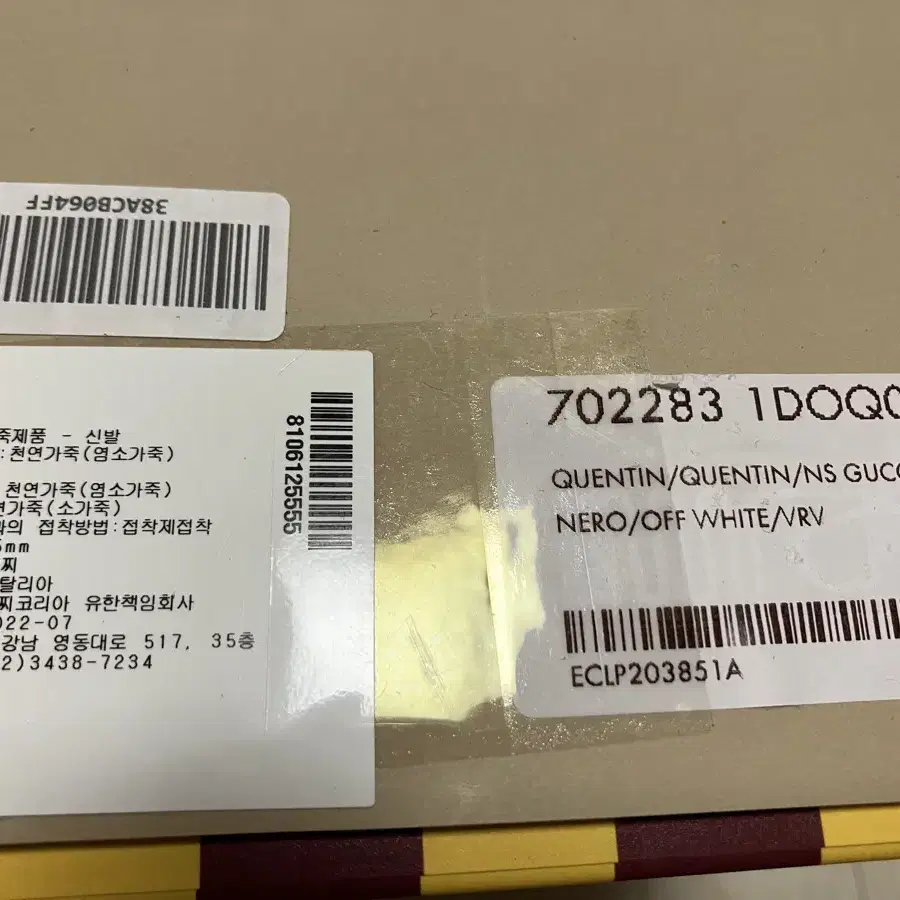 38ACB064FF
죽제품 - 신발
:천연가죽(염소가죽)
천연가죽(염소가죽)
연가죽(소가죽)
접착방법:접착제접착
5mm
찌
탈리아
찌코리아 유한책임회사
022-07
강남 영동대로 517, 35층
2)3438-7234
8106125555
702283 1DOQ0
QUENTIN/QUENTIN/NS GUCC
NERO/OFF WHITE/VRV
ECLP203851A